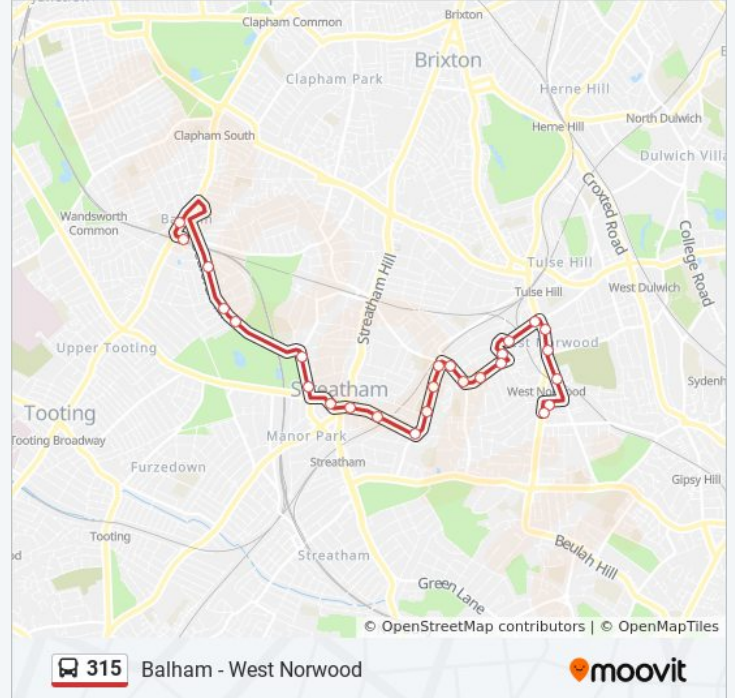 Clapham Common
Brixton
Brixton
Clapham Park
Herne Hill
Clapham South
Herne Hill
North Dulwich
Dulwich Villa
Croxted Road
Wandsworth
Common
College Road
Tulse Hill
Streatham Hill
Tulse Hill
West Dulwich
Upper Tooting
West Norwood
Streatham
Sydenh
Tooting
Tooting Broadway
Manor Park
Furzedown
Streatham
Gipsy Hill
Tooting
Beulah Hill
Streatham
Green Lane
© OpenStreetMap contributors | © OpenMapTiles
315
Balham - West Norwood
moovit